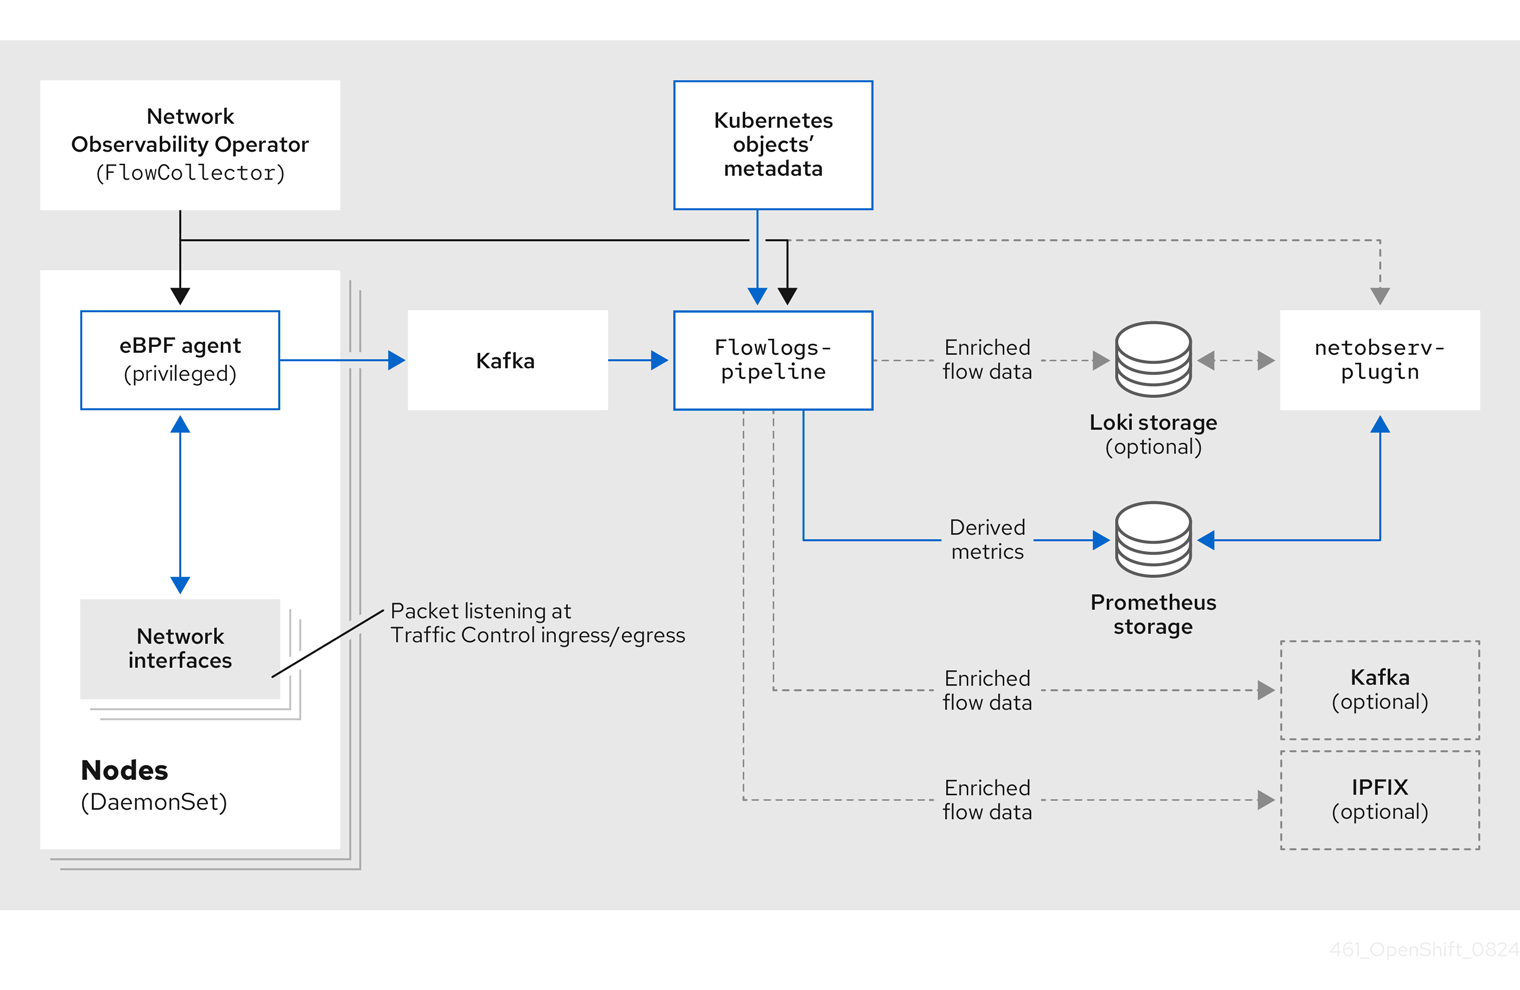 Network
Observability Operator
(FlowCollector)
Kubernetes
objects’
metadata
eBPF agent
(privileged)
Kafka
Flowlogs-
pipeline
Enriched
flow data
Loki storage
(optional)
netobserv-
plugin
Derived
metrics
Prometheus
storage
Packet listening at
Traffic Control ingress/egress
Network
interfaces
Enriched
flow data
Kafka
(optional)
Nodes
(DaemonSet)
Enriched
flow data
IPFIX
(optional)
461_OpenShift_0824